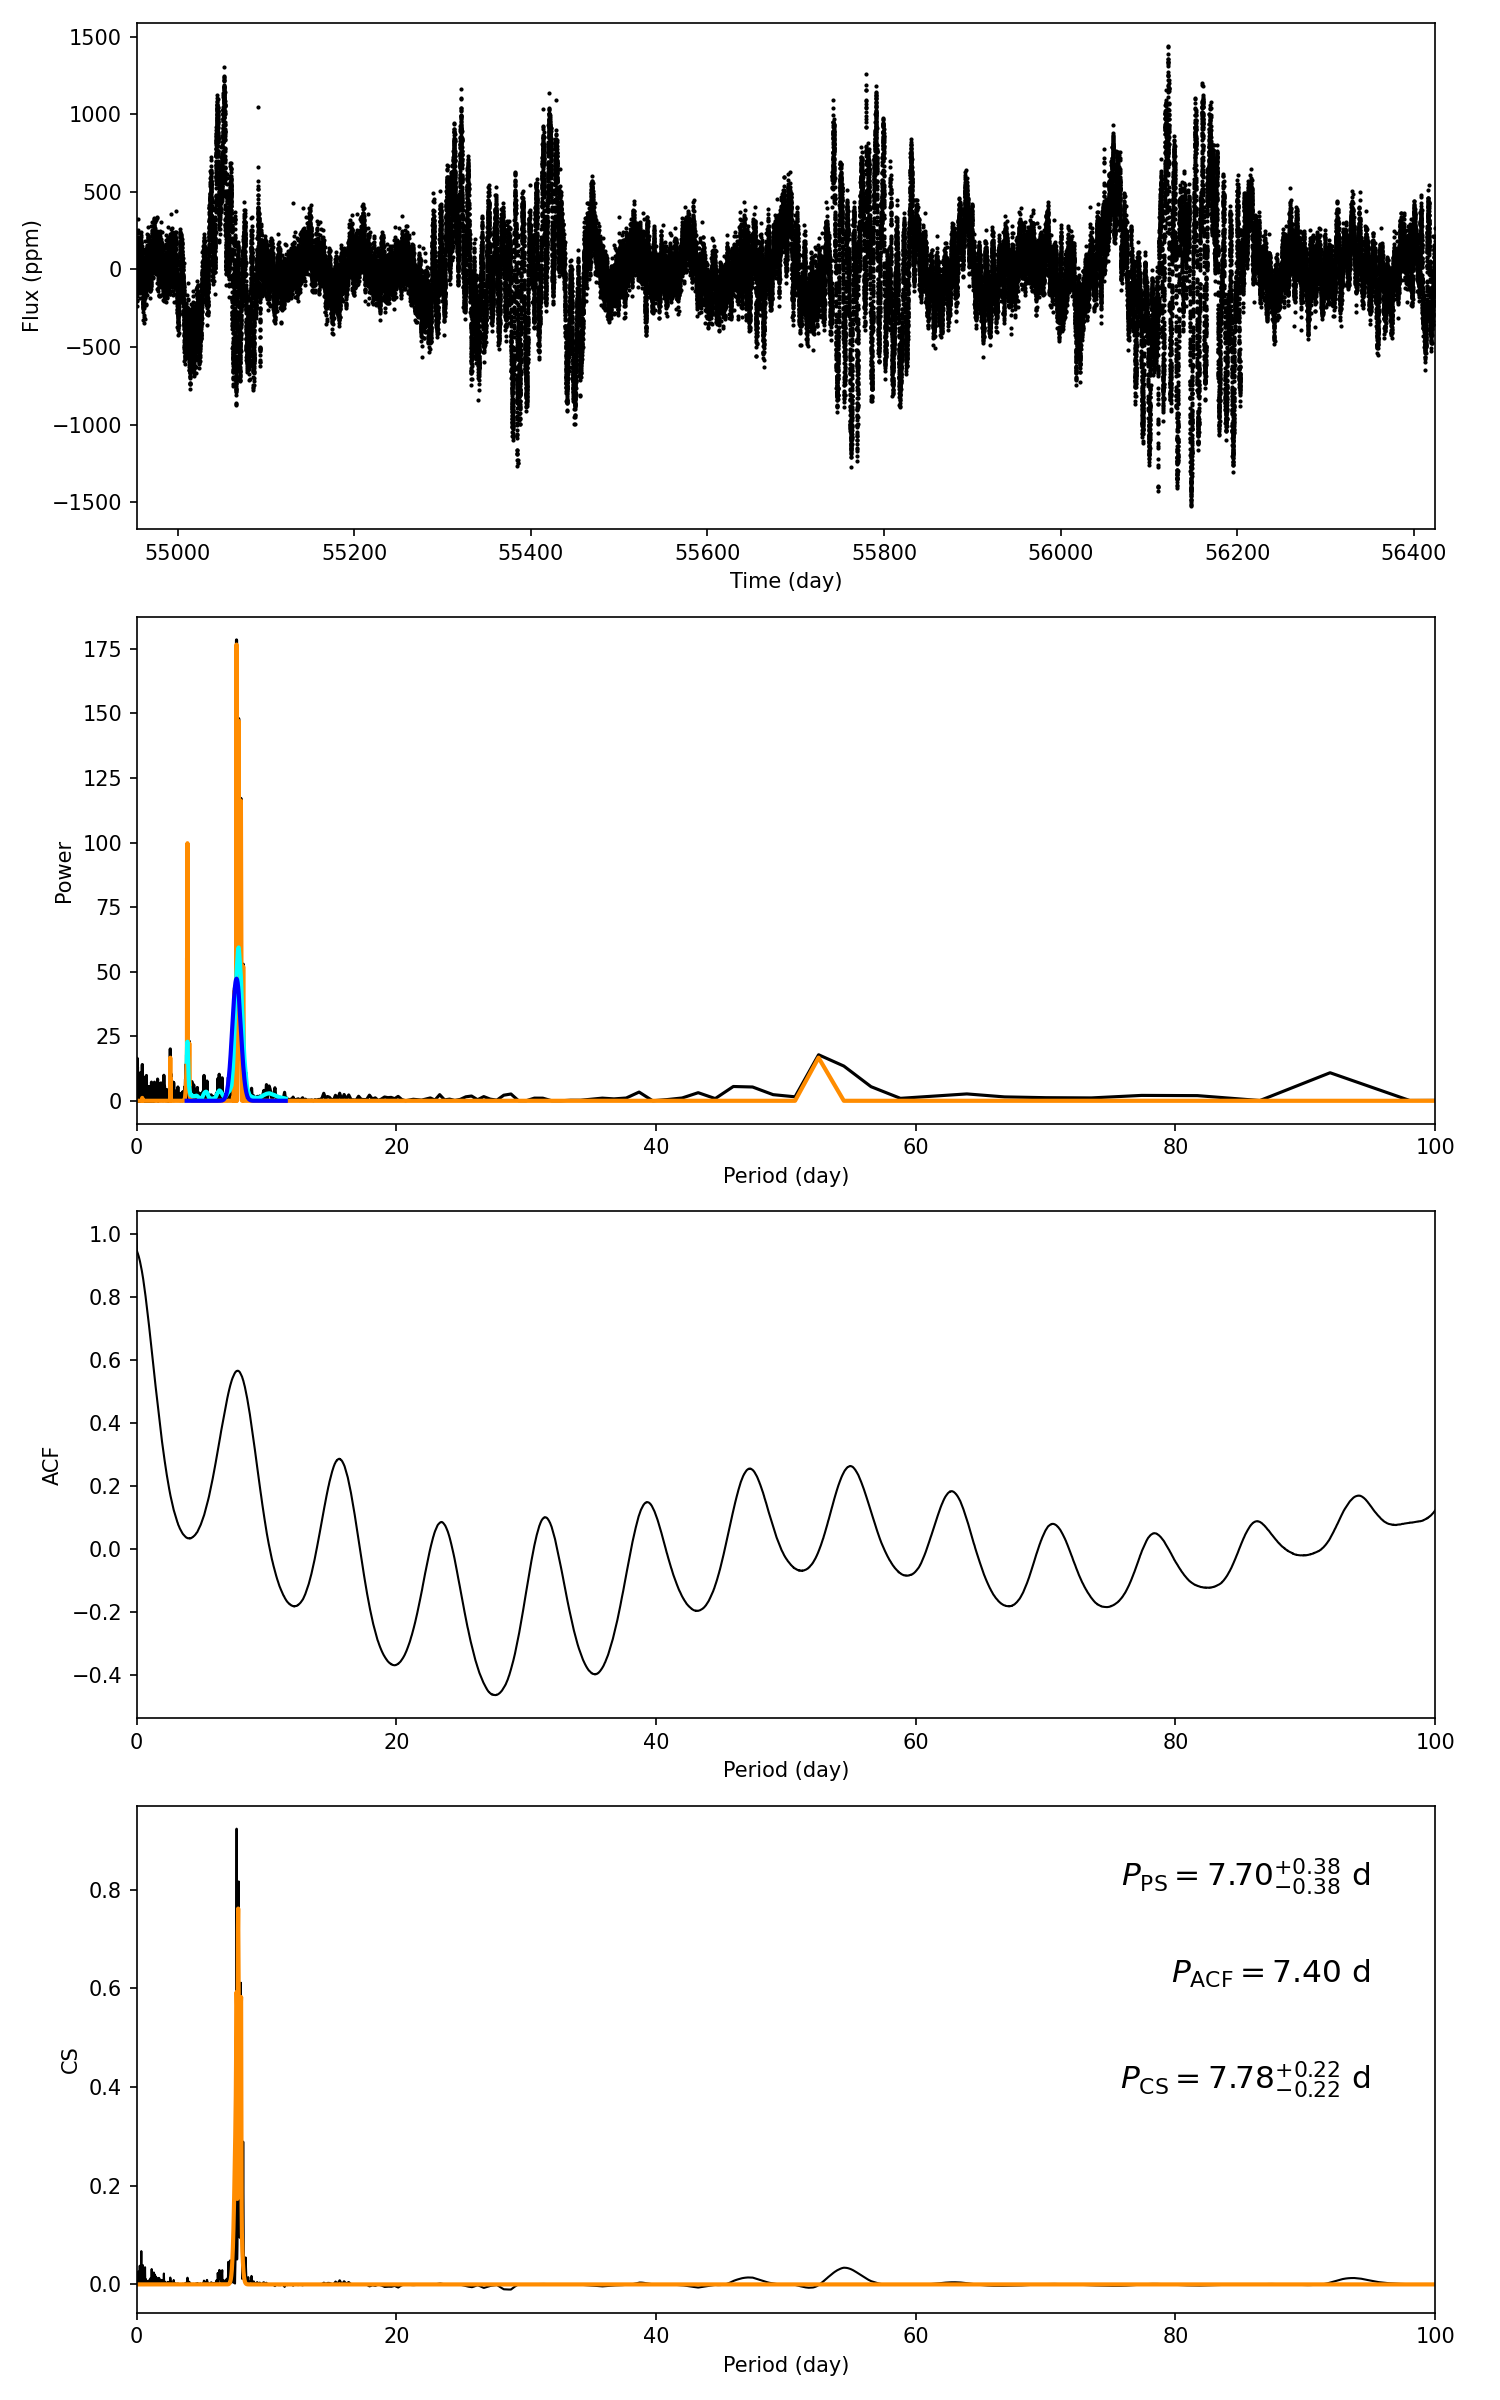 1500
1000
500
0
−500
−1000
−1500
Flux (ppm)
55000 55200 55400 55600 55800 56000 56200 56400
Time (day)
175
150
125
100
75
50
25
0
Power
0 20 40 60 80 100
Period (day)
1.0
0.8
0.6
0.4
0.2
0.0
−0.2
−0.4
ACF
0 20 40 60 80 100
Period (day)
0.8
0.6
0.4
0.2
0.0
CS
P_PS = 7.70 +0.38 −0.38 d
P_ACF = 7.40 d
P_CS = 7.78 +0.22 −0.22 d
0 20 40 60 80 100
Period (day)